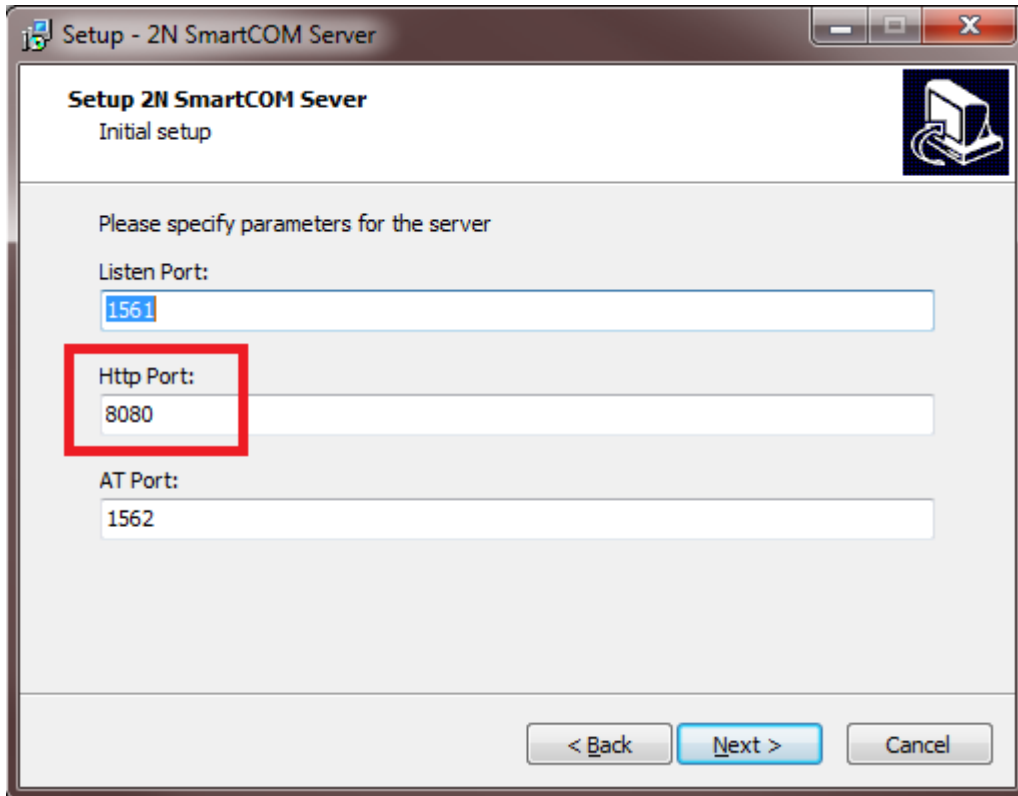 Setup - 2N SmartCOM Server
Setup 2N SmartCOM Sever
Initial setup
Please specify parameters for the server
Listen Port:
1561
Http Port:
8080
AT Port:
1562
< Back Next > Cancel